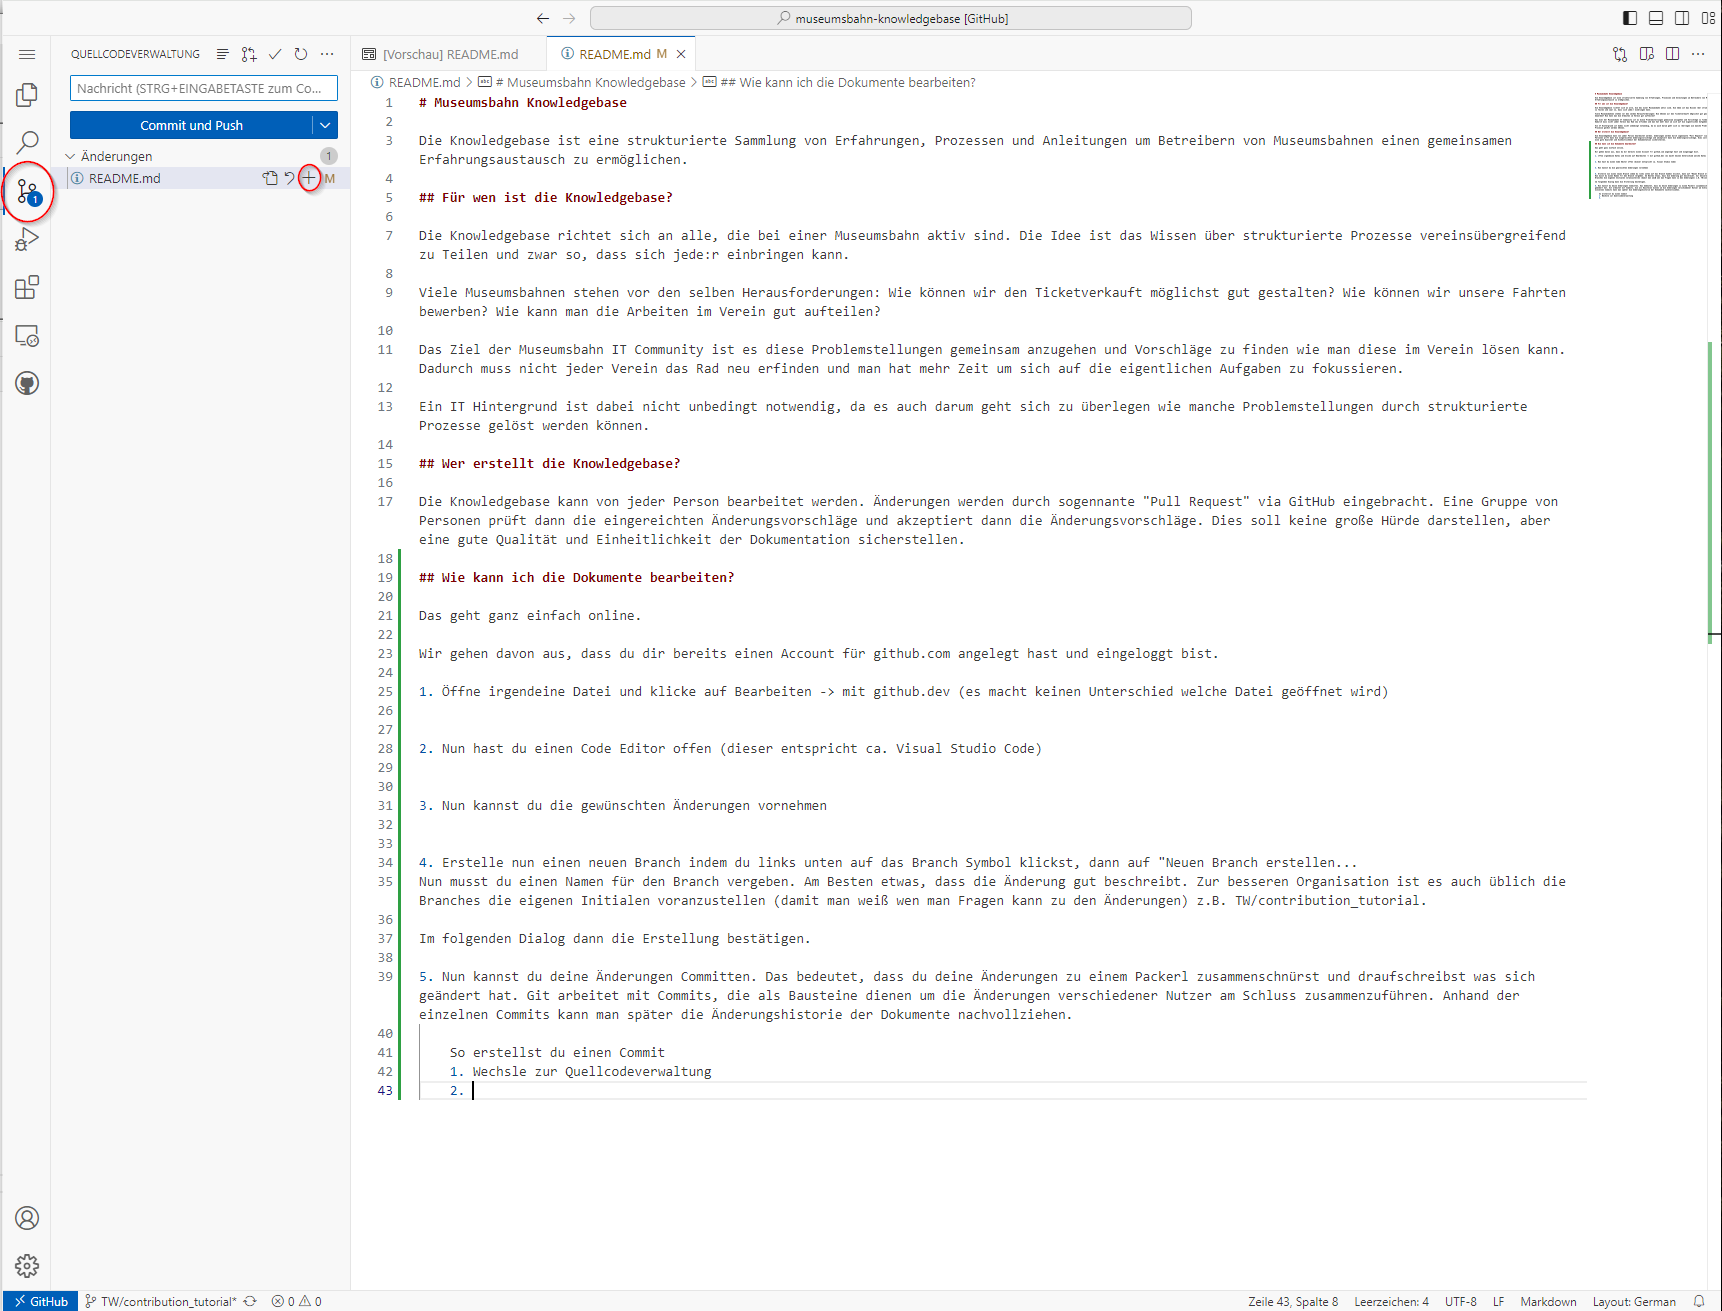 museumsbahn-knowledgebase [GitHub]
QUELLCODEVERWALTUNG
Nachricht (STRG+EINGABETASTE zum Co...
Commit und Push
Änderungen 1
README.md M
1
[Vorschau] README.md
README.md M
README.md > # Museumsbahn Knowledgebase > ## Wie kann ich die Dokumente bearbeiten?
1 # Museumsbahn Knowledgebase
2
3 Die Knowledgebase ist eine strukturierte Sammlung von Erfahrungen, Prozessen und Anleitungen um Betreibern von Museumsbahnen einen gemeinsamen
Erfahrungsaustausch zu ermöglichen.
4
5 ## Für wen ist die Knowledgebase?
6
7 Die Knowledgebase richtet sich an alle, die bei einer Museumsbahn aktiv sind. Die Idee ist das Wissen über strukturierte Prozesse vereinsübergreifend
zu Teilen und zwar so, dass sich jede:r einbringen kann.
8
9 Viele Museumsbahnen stehen vor den selben Herausforderungen: Wie können wir den Ticketverkauft möglichst gut gestalten? Wie können wir unsere Fahrten
bewerben? Wie kann man die Arbeiten im Verein gut aufteilen?
10
11 Das Ziel der Museumsbahn IT Community ist es diese Problemstellungen gemeinsam anzugehen und Vorschläge zu finden wie man diese im Verein lösen kann.
Dadurch muss nicht jeder Verein das Rad neu erfinden und man hat mehr Zeit um sich auf die eigentlichen Aufgaben zu fokussieren.
12
13 Ein IT Hintergrund ist dabei nicht unbedingt notwendig, da es auch darum geht sich zu überlegen wie manche Problemstellungen durch strukturierte
Prozesse gelöst werden können.
14
15 ## Wer erstellt die Knowledgebase?
16
17 Die Knowledgebase kann von jeder Person bearbeitet werden. Änderungen werden durch sogennante "Pull Request" via GitHub eingebracht. Eine Gruppe von
Personen prüft dann die eingereichten Änderungsvorschläge und akzeptiert dann die Änderungsvorschläge. Dies soll keine große Hürde darstellen, aber
eine gute Qualität und Einheitlichkeit der Dokumentation sicherstellen.
18
19 ## Wie kann ich die Dokumente bearbeiten?
20
21 Das geht ganz einfach online.
22
23 Wir gehen davon aus, dass du dir bereits einen Account für github.com angelegt hast und eingeloggt bist.
24
25 1. Öffne irgendeine Datei und klicke auf Bearbeiten -> mit github.dev (es macht keinen Unterschied welche Datei geöffnet wird)
26
27
28 2. Nun hast du einen Code Editor offen (dieser entspricht ca. Visual Studio Code)
29
30
31 3. Nun kannst du die gewünschten Änderungen vornehmen
32
33
34 4. Erstelle nun einen neuen Branch indem du links unten auf das Branch Symbol klickst, dann auf "Neuen Branch erstellen...
35 Nun musst du einen Namen für den Branch vergeben. Am Besten etwas, dass die Änderung gut beschreibt. Zur besseren Organisation ist es auch üblich die
Branches die eigenen Initialen voranzustellen (damit man weiß wen man Fragen kann zu den Änderungen) z.B. TW/contribution_tutorial.
36
37 Im folgenden Dialog dann die Erstellung bestätigen.
38
39 5. Nun kannst du deine Änderungen Committen. Das bedeutet, dass du deine Änderungen zu einem Packerl zusammenschnürst und draufschreibst was sich
geändert hat. Git arbeitet mit Commits, die als Bausteine dienen um die Änderungen verschiedener Nutzer am Schluss zusammenzuführen. Anhand der
einzelnen Commits kann man später die Änderungshistorie der Dokumente nachvollziehen.
40
41 So erstellst du einen Commit
42 1. Wechsle zur Quellcodeverwaltung
43 2.
GitHub TW/contribution_tutorial* 0 0 Zeile 43, Spalte 8 Leerzeichen: 4 UTF-8 LF Markdown Layout: German